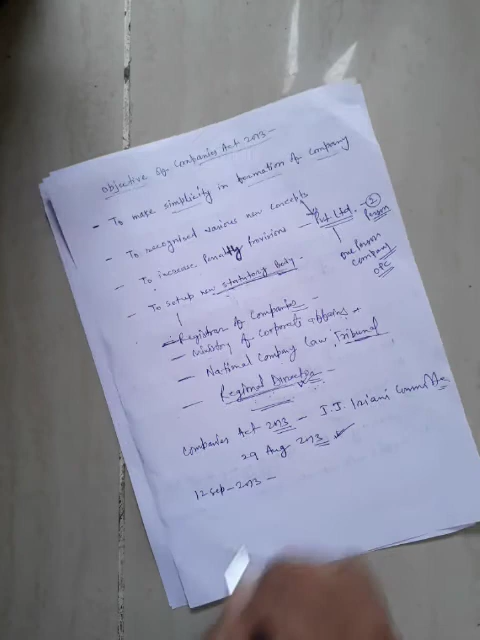 objective of Companies Act 2013 -
- To make simplicity in formation of Company
- To recognised various new concepts
- To increase Penalty Provisions -
Pvt. Ltd. - 2 Person
one Person
Company
OPC
- To setup new statutory Body -
- Registrar of Companies -
- Ministry of Corporate affairs -
- National Company Law Tribunal
- Regional Director
Companies Act 2013 - J.J. Irani Committe
29 Aug 2013
12 Sep - 2013 -